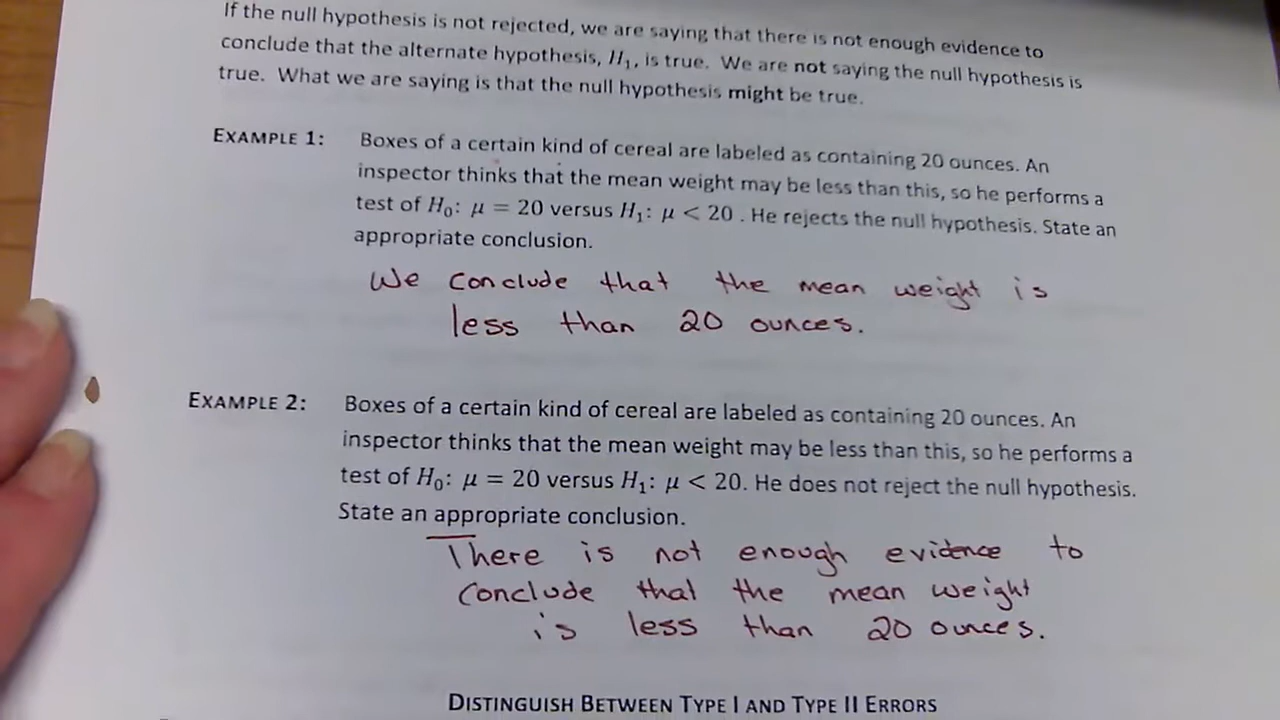 If the null hypothesis is not rejected, we are saying that there is not enough evidence to
conclude that the alternate hypothesis, H₁, is true. We are not saying the null hypothesis is
true. What we are saying is that the null hypothesis might be true.
EXAMPLE 1: Boxes of a certain kind of cereal are labeled as containing 20 ounces. An
inspector thinks that the mean weight may be less than this, so he performs a
test of H₀: μ = 20 versus H₁: μ < 20 . He rejects the null hypothesis. State an
appropriate conclusion.
We conclude that the mean weight is
less than 20 ounces.
EXAMPLE 2: Boxes of a certain kind of cereal are labeled as containing 20 ounces. An
inspector thinks that the mean weight may be less than this, so he performs a
test of H₀: μ = 20 versus H₁: μ < 20. He does not reject the null hypothesis.
State an appropriate conclusion.
There is not enough evidence to
conclude that the mean weight
is less than 20 ounces.
DISTINGUISH BETWEEN TYPE I AND TYPE II ERRORS